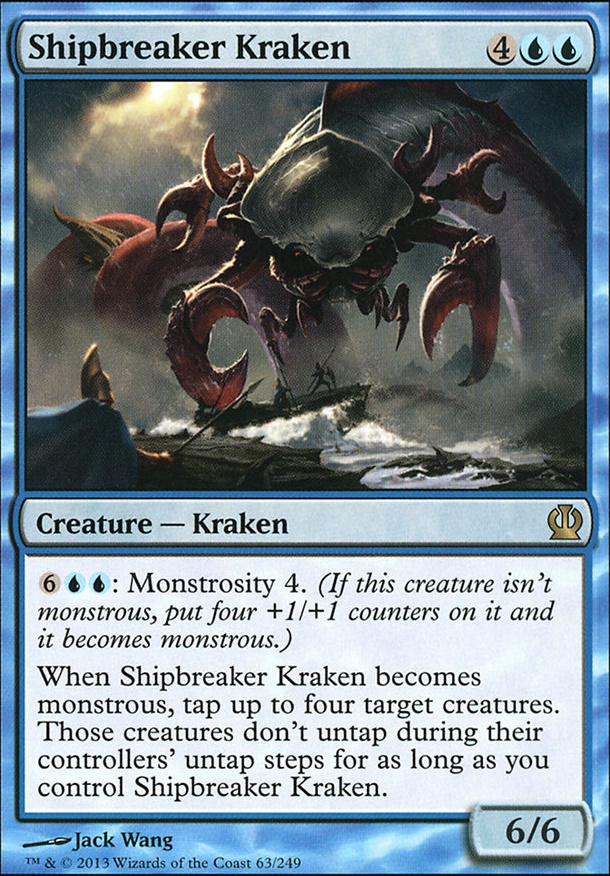 Shipbreaker Kraken 4
Creature — Kraken
6: Monstrosity 4. (If this creature isn't
monstrous, put four +1/+1 counters on it and
it becomes monstrous.)
When Shipbreaker Kraken becomes
monstrous, tap up to four target creatures.
Those creatures don't untap during their
controllers' untap steps for as long as you
control Shipbreaker Kraken.
6/6
Jack Wang
™ & © 2013 Wizards of the Coast 63/249